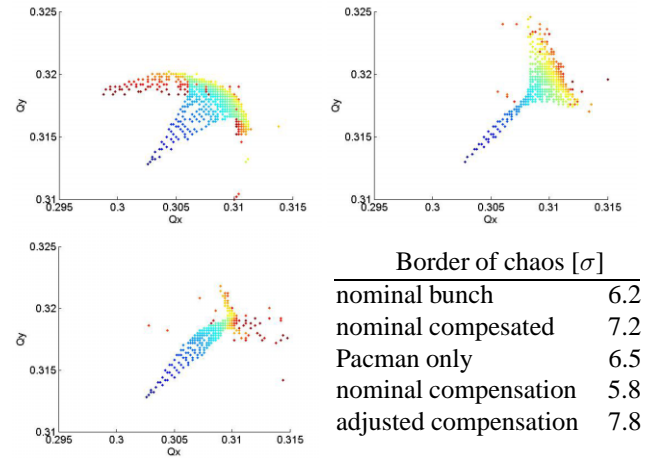 0.325
0.32
0.315
0.31
Qy
0.295 0.3 0.305 0.31 0.315
Qx
0.325
0.32
0.315
0.31
Qy
0.295 0.3 0.305 0.31 0.315
Qx
0.325
0.32
0.315
0.31
Qy
0.295 0.3 0.305 0.31 0.315
Qx
Border of chaos [σ]
nominal bunch 6.2
nominal compesated 7.2
Pacman only 6.5
nominal compensation 5.8
adjusted compensation 7.8